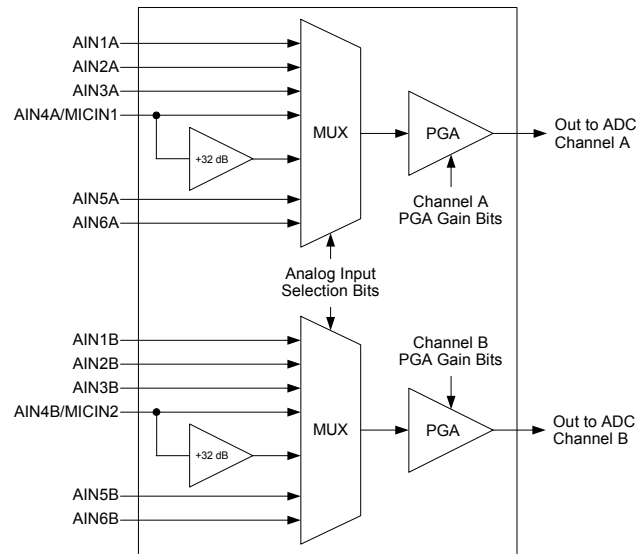 AIN1A
AIN2A
AIN3A
AIN4A/MICIN1
+32 dB
AIN5A
AIN6A
MUX
PGA
Out to ADC
Channel A
Channel A
PGA Gain Bits
Analog Input
Selection Bits
AIN1B
AIN2B
AIN3B
AIN4B/MICIN2
+32 dB
AIN5B
AIN6B
MUX
Channel B
PGA Gain Bits
PGA
Out to ADC
Channel B